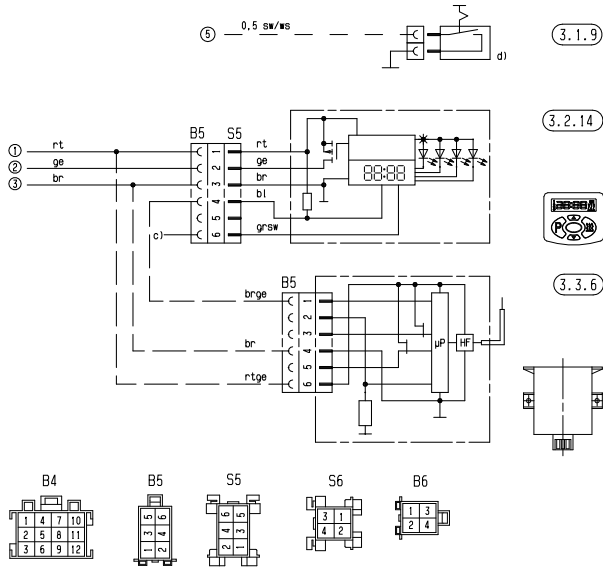 5 0,5 sw/ws
d)
3.1.9
3.2.14
B5 S5
1 rt 1 rt
2 ge 2 ge
3 br 3 br
4 bl
5
c) 6 grsw
88:88
P
3.3.6
B5
brge 1
2
3
br 4
5
rtge 6
µP
HF
B4 B5 S5 S6 B6
1 4 7 10
2 5 8 11
3 6 9 12
5 6
3 4
1 2
6 5
4 3
2 1
3 1
4 2
1 3
2 4